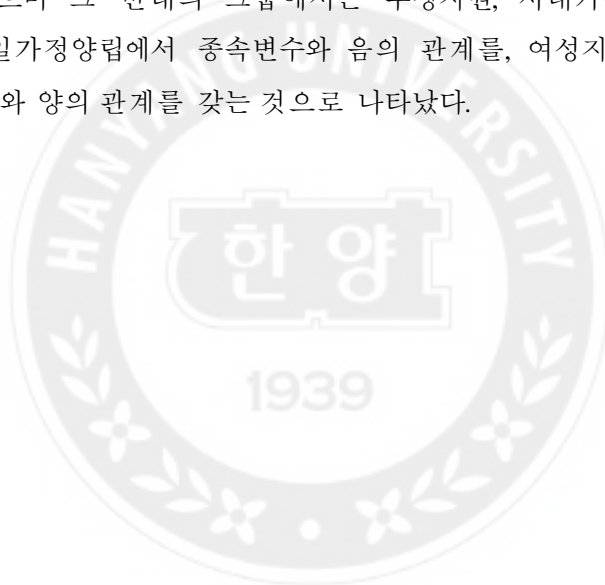 그
일가정양립에서 종속변수와 음의 관계를, 여성지
와 양의 관계를 갖는 것으로 나타났다.
HANYANG UNIVERSITY
한양
1939